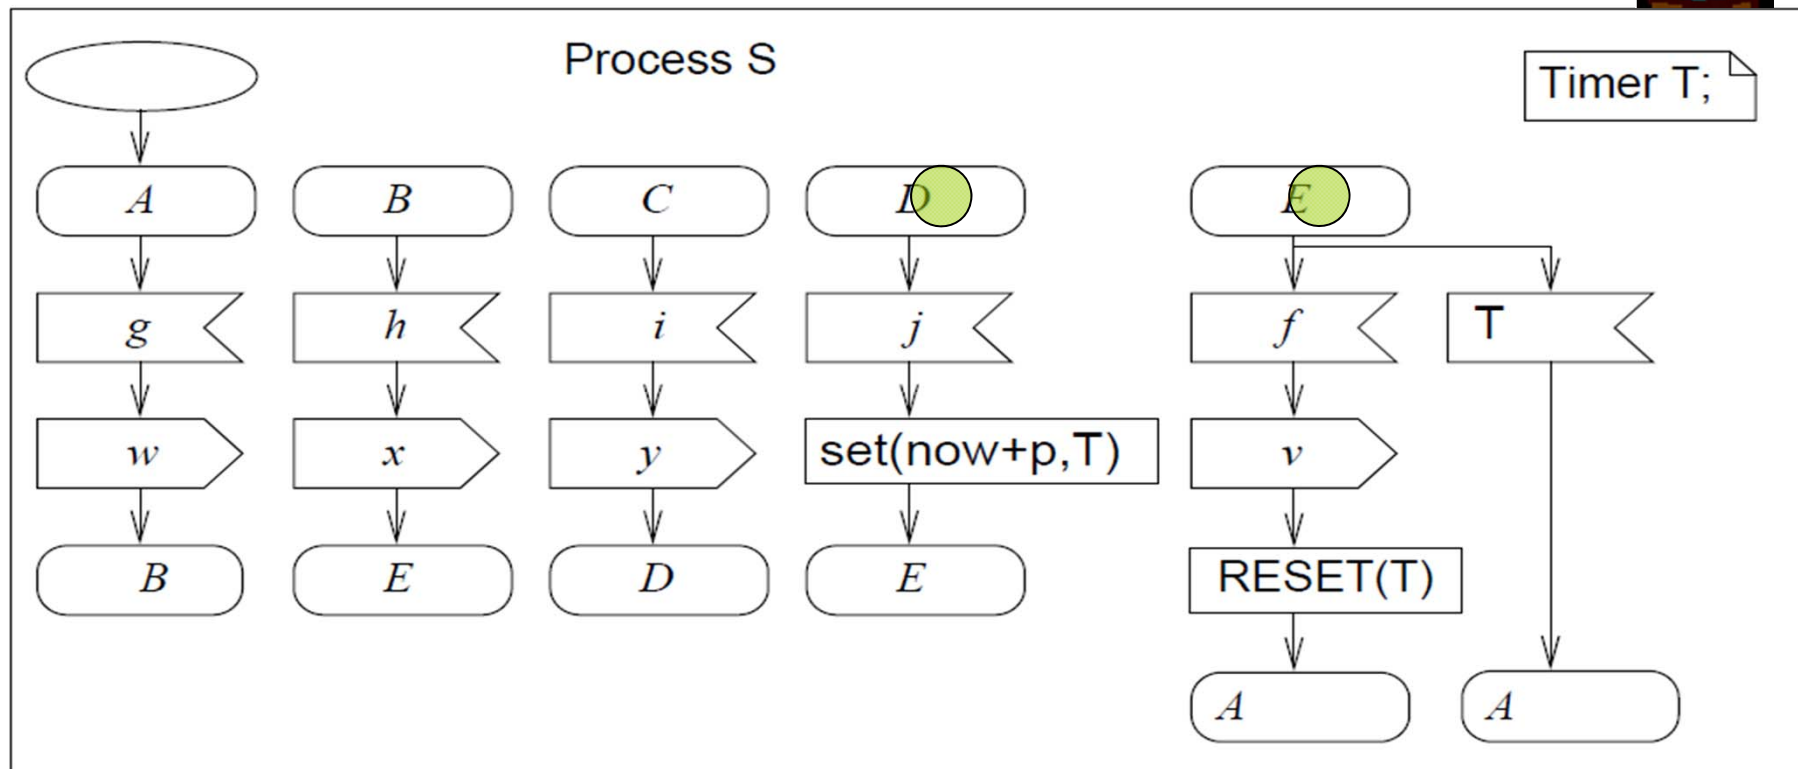 Process S
Timer T;
A B C D E
g h i j f T
w x y set(now+p,T) v
B E D E RESET(T)
A A